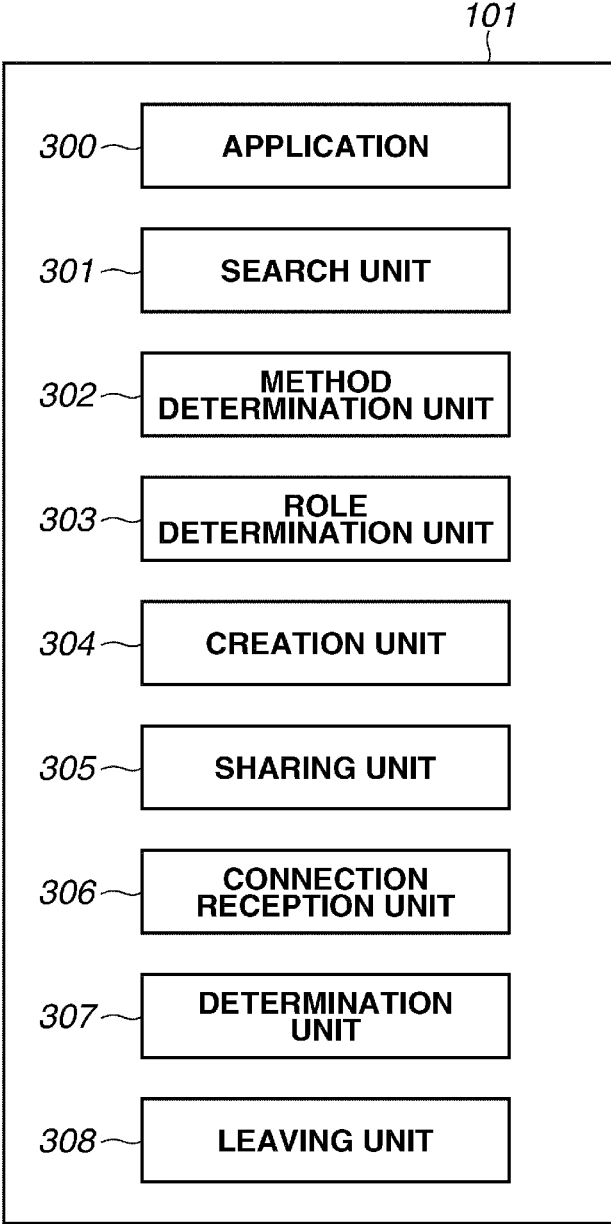 101
300 APPLICATION
301 SEARCH UNIT
302 METHOD
DETERMINATION UNIT
303 ROLE
DETERMINATION UNIT
304 CREATION UNIT
305 SHARING UNIT
306 CONNECTION
RECEPTION UNIT
307 DETERMINATION
UNIT
308 LEAVING UNIT